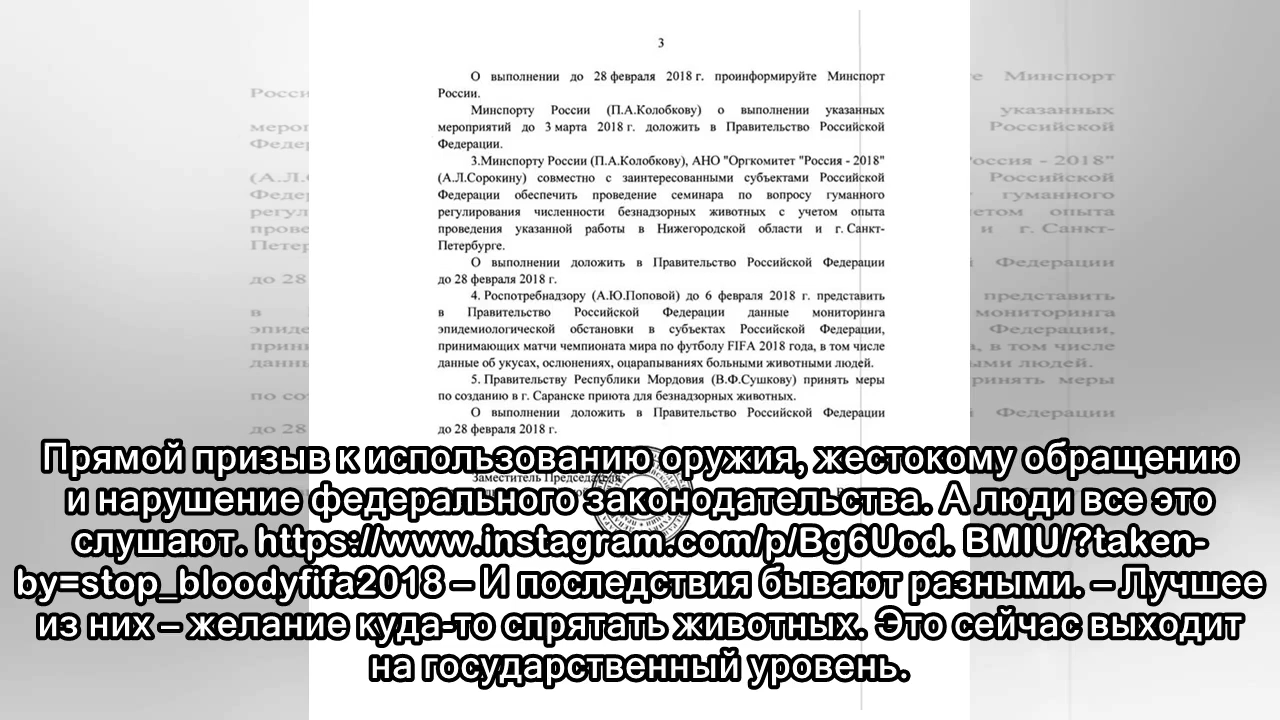 3
О выполнении до 28 февраля 2018 г. проинформируйте Минспорт
России.
Минспорту России (П.А.Колобкову) о выполнении указанных
мероприятий до 3 марта 2018 г. доложить в Правительство Российской
Федерации.
3.Минспорту России (П.А.Колобкову), АНО "Оргкомитет "Россия - 2018"
(А.Л.Сорокину) совместно с заинтересованными субъектами Российской
Федерации обеспечить проведение семинара по вопросу гуманного
регулирования численности безнадзорных животных с учетом опыта
проведения указанной работы в Нижегородской области и г. Санкт-
Петербурге.
О выполнении доложить в Правительство Российской Федерации
до 28 февраля 2018 г.
4. Роспотребнадзору (А.Ю.Поповой) до 6 февраля 2018 г. представить
в Правительство Российской Федерации данные мониторинга
эпидемиологической обстановки в субъектах Российской Федерации,
принимающих матчи чемпионата мира по футболу FIFA 2018 года, в том числе
данные об укусах, ослюнениях, оцарапываниях больными животными людей.
5. Правительству Республики Мордовия (В.Ф.Сушкову) принять меры
по созданию в г. Саранске приюта для безнадзорных животных.
О выполнении доложить в Правительство Российской Федерации
до 28 февраля 2018 г.
Заместитель Председателя
Прямой призыв к использованию оружия, жестокому обращению
и нарушение федерального законодательства. А люди все это
слушают. https://www.instagram.com/p/Bg6Uod. BMIU/?taken-
by=stop_bloodyfifa2018 – И последствия бывают разными. – Лучшее
из них – желание куда-то спрятать животных. Это сейчас выходит
на государственный уровень.